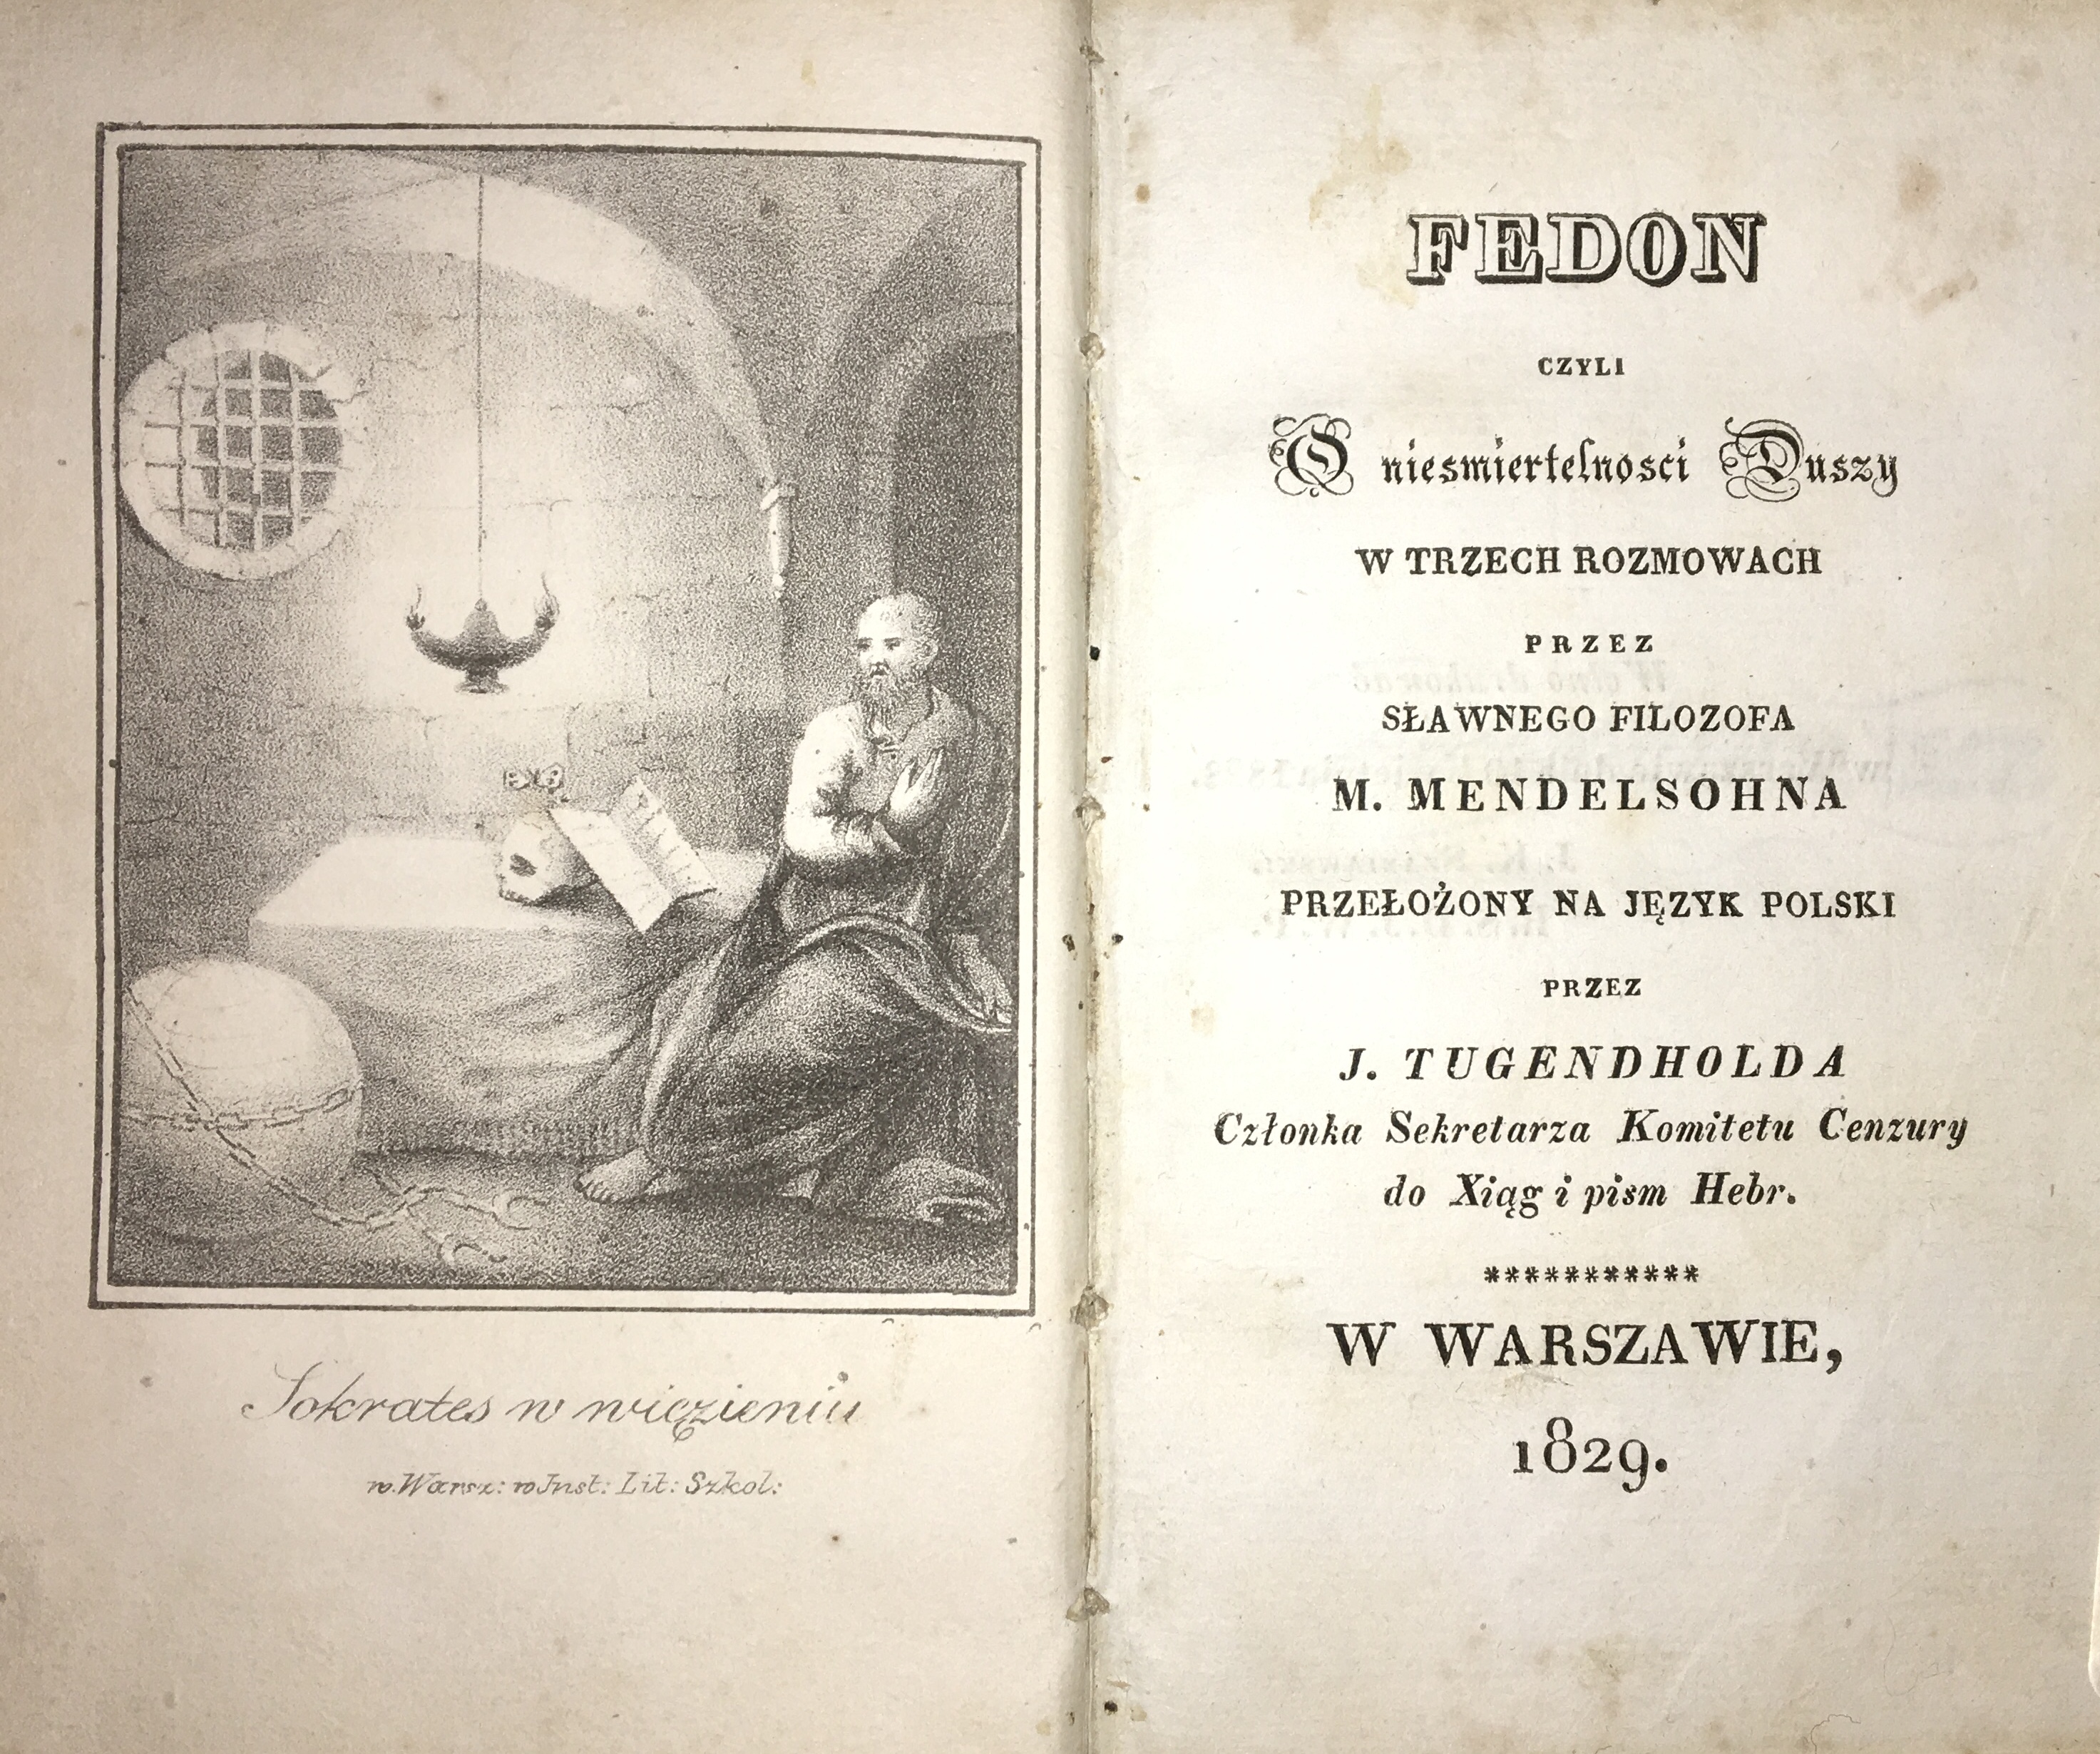 Sokrates w więzieniu
w. Warsz: w Inst: Lit: Szkol:
FEDON
CZYLI
O niesmiertelnosci Duszy
W TRZECH ROZMOWACH
PRZEZ
SŁAWNEGO FILOZOFA
M. MENDELSOHNA
PRZEŁOŻONY NA JĘZYK POLSKI
PRZEZ
J. TUGENDHOLDA
Członka Sekretarza Komitetu Cenzury
do Xiąg i pism Hebr.
***********
W WARSZAWIE,
1829.